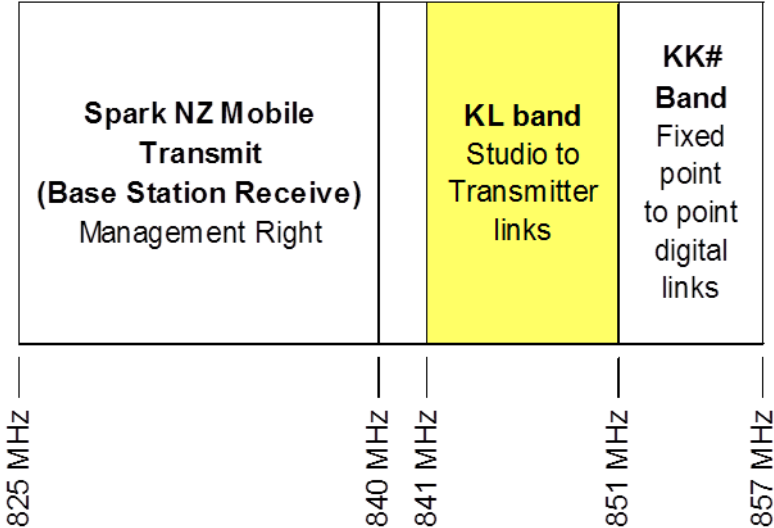 Spark NZ Mobile
Transmit
(Base Station Receive)
Management Right
KL band
Studio to
Transmitter
links
KK#
Band
Fixed
point
to point
digital
links
825 MHz
840 MHz
841 MHz
851 MHz
857 MHz